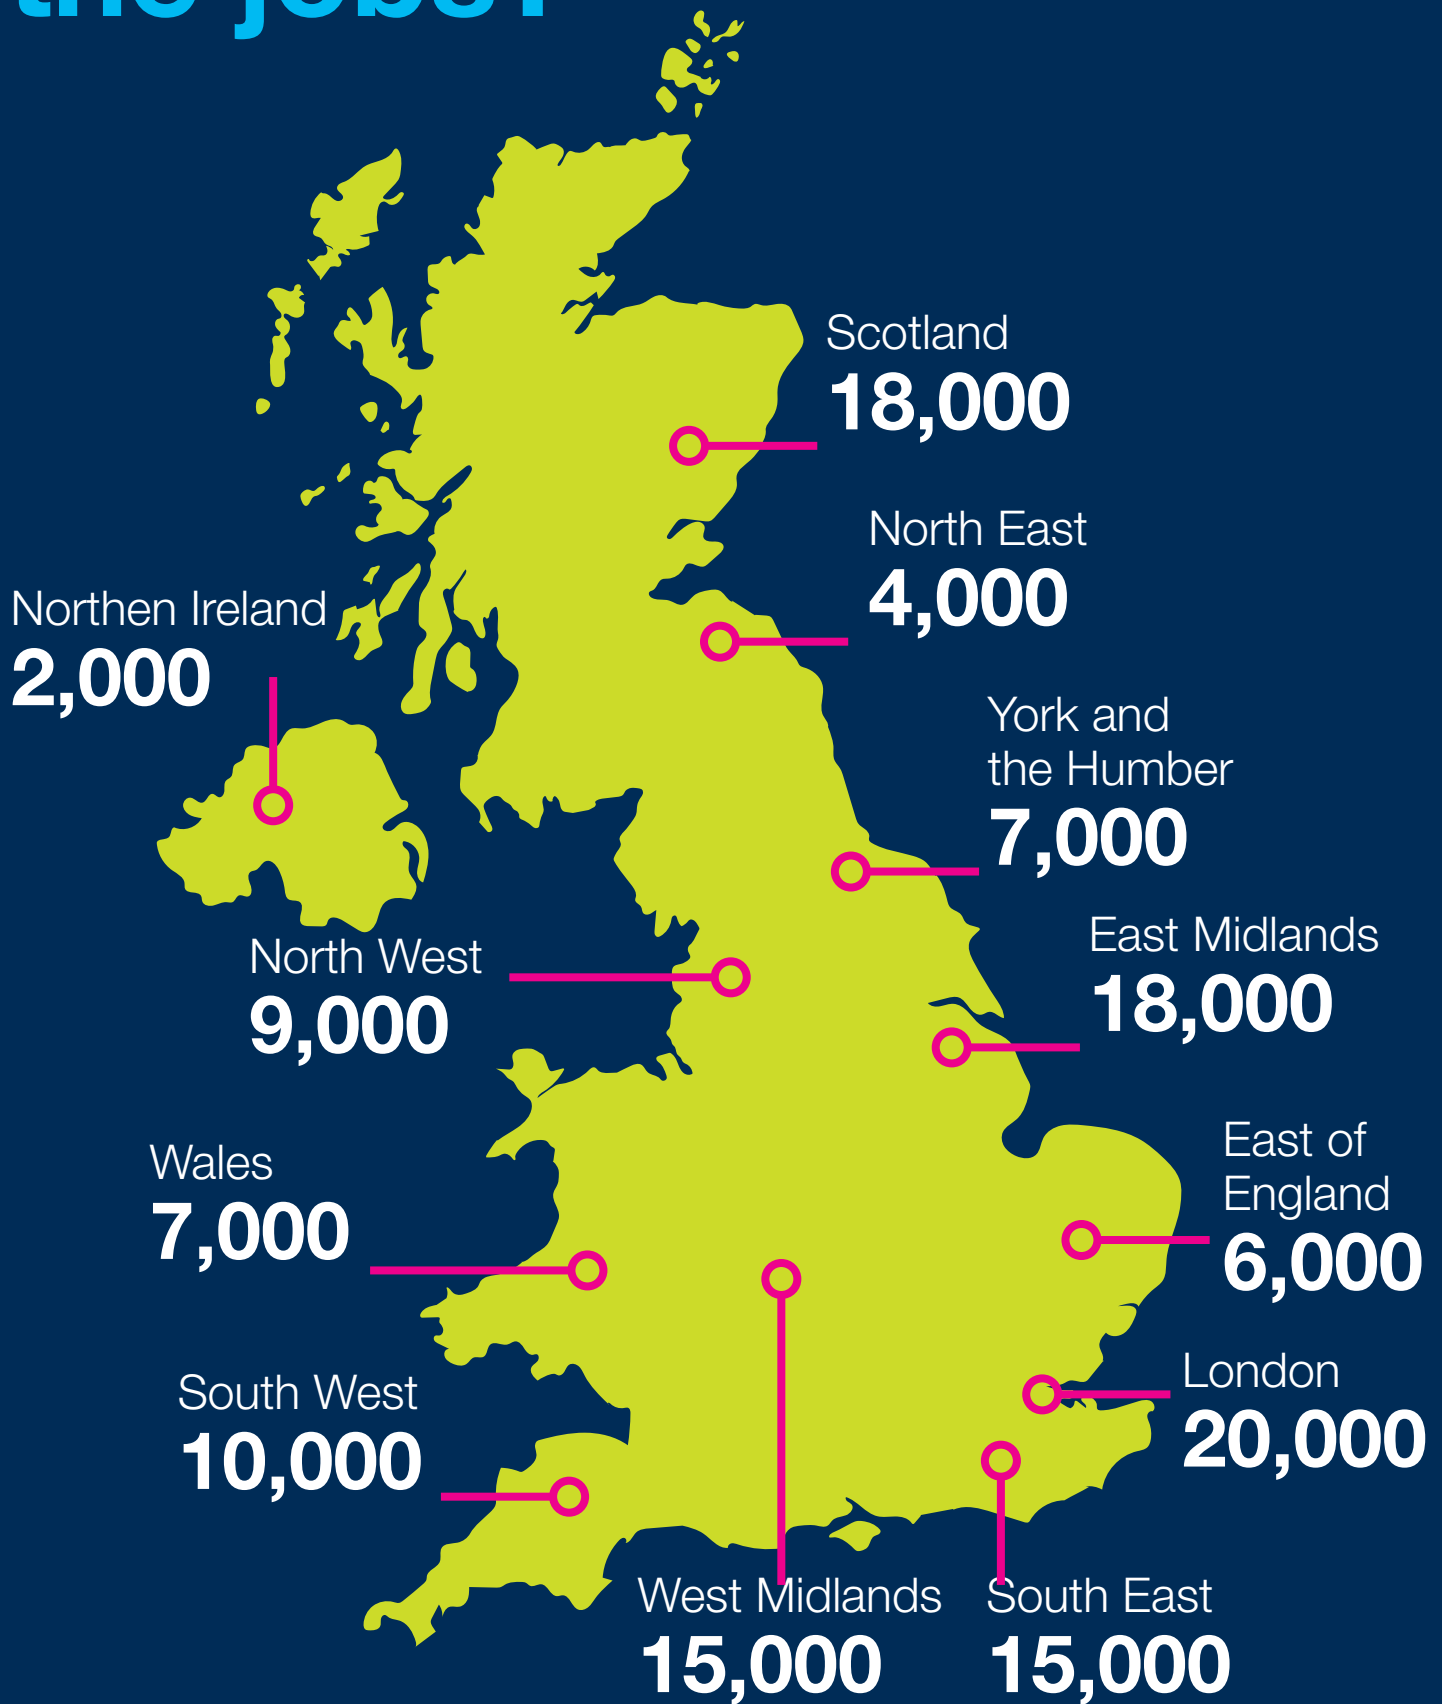 the jobs?
Scotland
18,000
North East
4,000
Northen Ireland
2,000
York and
the Humber
7,000
East Midlands
18,000
North West
9,000
East of
England
6,000
Wales
7,000
London
20,000
South West
10,000
West Midlands
15,000
South East
15,000